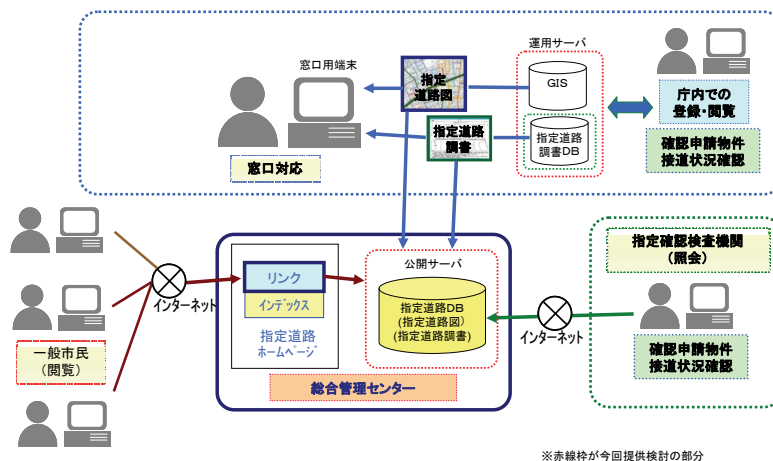 運用サーバ
窓口用端末
指定
道路図
GIS
庁内での
登録・閲覧
指定道路
調書
指定道路
調書DB
確認申請物件
接道状況確認
窓口対応
指定確認検査機関
(照会)
公開サーバ
リンク
インデックス
指定道路
ホームページ
指定道路DB
(指定道路図)
(指定道路調書)
インターネット
インターネット
一般市民
(閲覧)
確認申請物件
接道状況確認
総合管理センター
※赤線枠が今回提供検討の部分